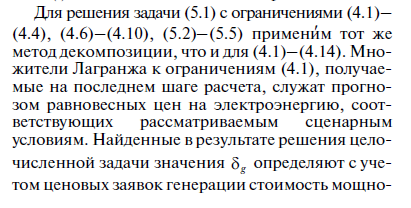 Для решения задачи (5.1) с ограничениями (4.1)–
(4.4), (4.6)–(4.10), (5.2)–(5.5) применим тот же
метод декомпозиции, что и для (4.1)–(4.14). Мно-
жители Лагранжа к ограничениям (4.1), получае-
мые на последнем шаге расчета, служат прогно-
зом равновесных цен на электроэнергию, соот-
ветствующих рассматриваемым сценарным
условиям. Найденные в результате решения цело-
численной задачи значения δ_g определяют с уче-
том ценовых заявок генерации стоимость мощно-